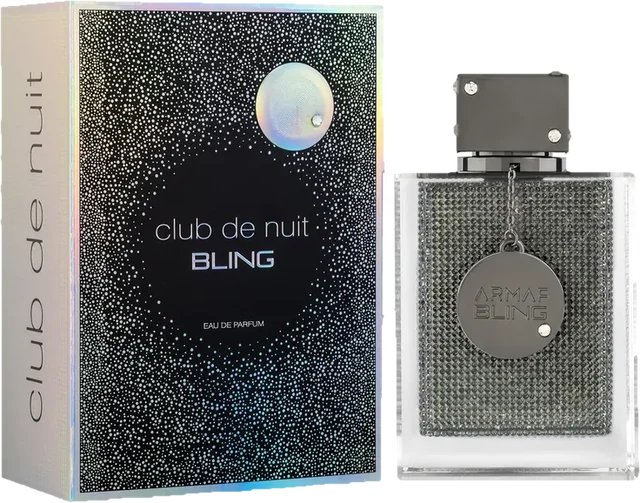 club de nuit
club de nuit
BLING
EAU DE PARFUM
ARMAF
BLING